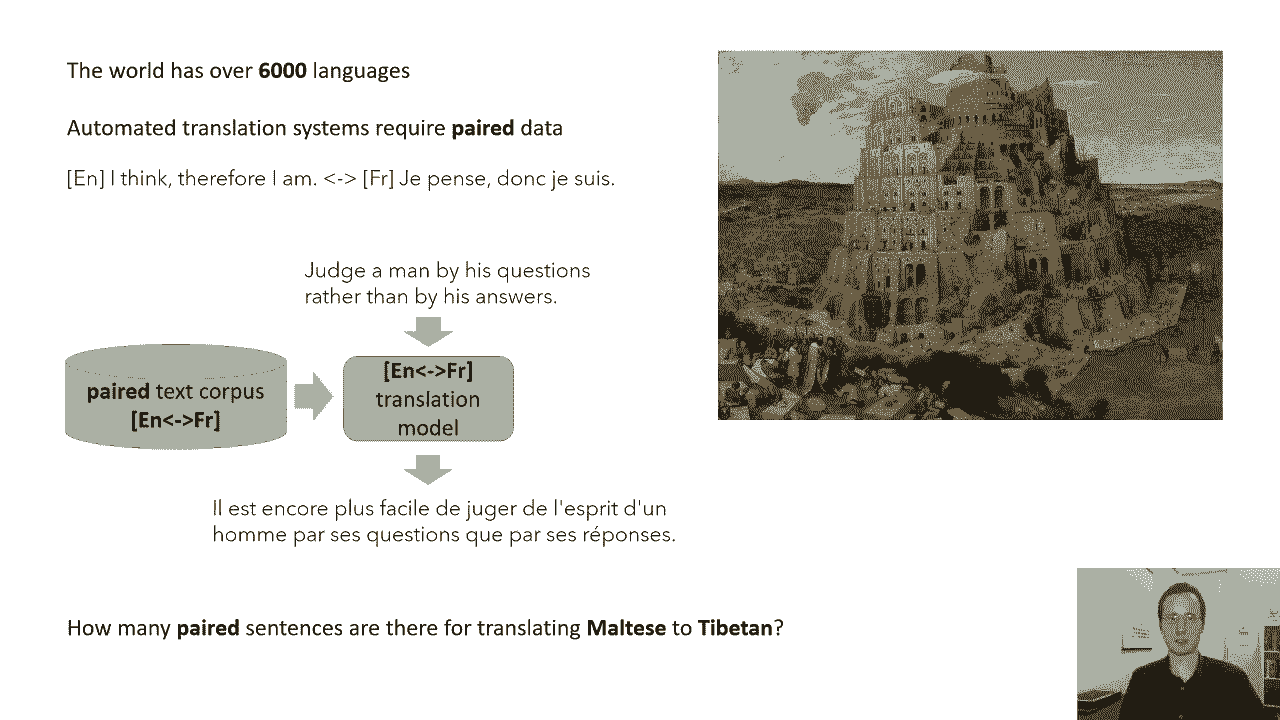 The world has over 6000 languages
Automated translation systems require paired data
[En] I think, therefore I am. <-> [Fr] Je pense, donc je suis.
Judge a man by his questions
rather than by his answers.
paired text corpus
[En<->Fr]
[En<->Fr]
translation
model
Il est encore plus facile de juger de l'esprit d'un
homme par ses questions que par ses réponses.
How many paired sentences are there for translating Maltese to Tibetan?